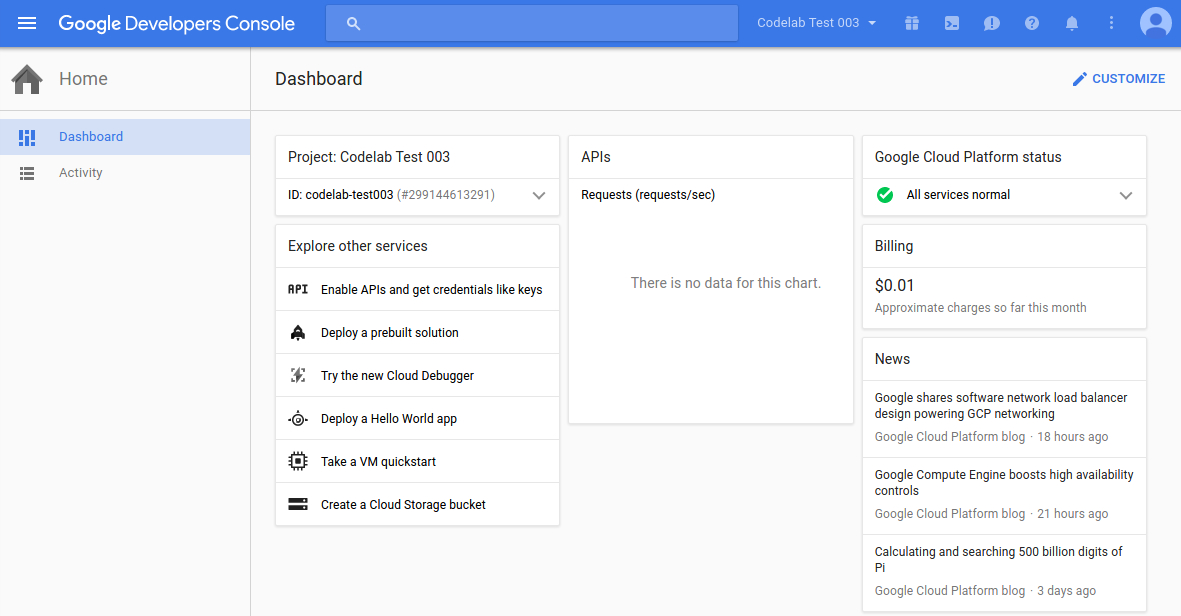 Google Developers Console
Codelab Test 003
Home
Dashboard
CUSTOMIZE
Dashboard
Activity
Project: Codelab Test 003
ID: codelab-test003 (#299144613291)
Explore other services
API Enable APIs and get credentials like keys
Deploy a prebuilt solution
Try the new Cloud Debugger
Deploy a Hello World app
Take a VM quickstart
Create a Cloud Storage bucket
APIs
Requests (requests/sec)
There is no data for this chart.
Google Cloud Platform status
All services normal
Billing
$0.01
Approximate charges so far this month
News
Google shares software network load balancer
design powering GCP networking
Google Cloud Platform blog · 18 hours ago
Google Compute Engine boosts high availability
controls
Google Cloud Platform blog · 21 hours ago
Calculating and searching 500 billion digits of
Pi
Google Cloud Platform blog · 3 days ago